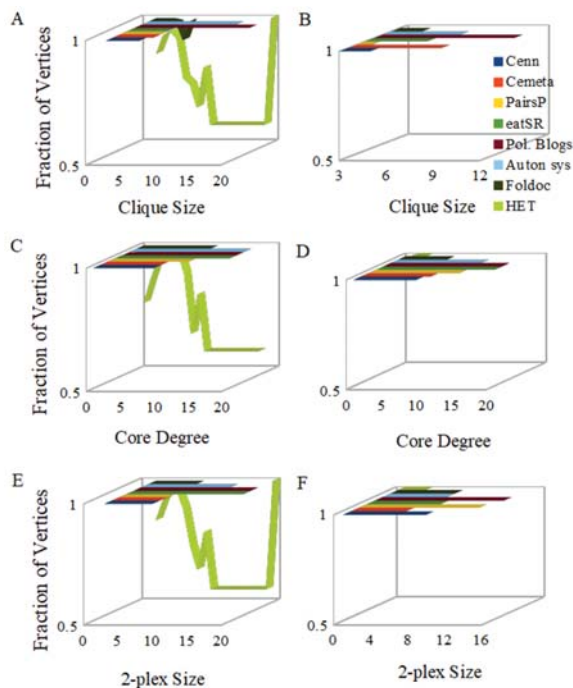 A
Fraction of Vertices
1
0.5
0 5 10 15 20
Clique Size
B
1
0.5
3 6 9 12
Clique Size
Cenn
Cemeta
PairsP
eatSR
Pol. Blogs
Auton sys
Foldoc
HET
C
Fraction of Vertices
1
0.5
0 5 10 15 20
Core Degree
D
1
0.5
0 5 10 15 20
Core Degree
E
Fraction of Vertices
1
0.5
0 5 10 15 20
2-plex Size
F
1
0.5
0 4 8 12 16
2-plex Size